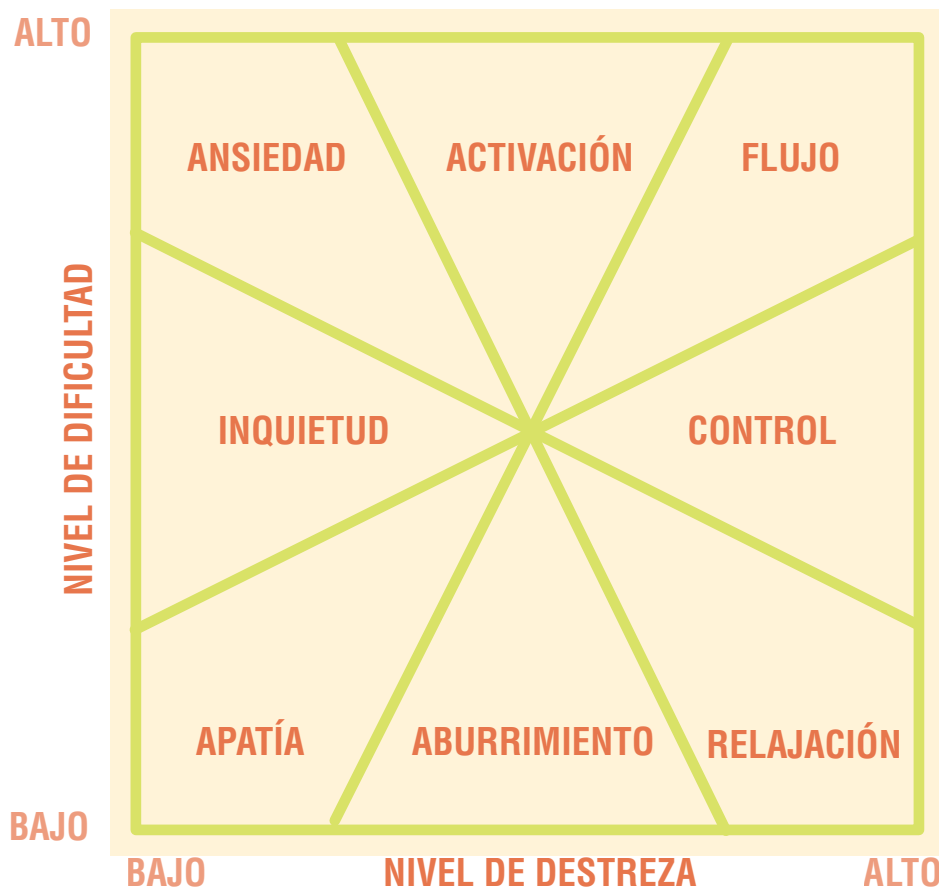 ALTO
ANSIEDAD
ACTIVACIÓN
FLUJO
NIVEL DE DIFICULTAD
INQUIETUD
CONTROL
APATÍA
ABURRIMIENTO
RELAJACIÓN
BAJO
BAJO
NIVEL DE DESTREZA
ALTO